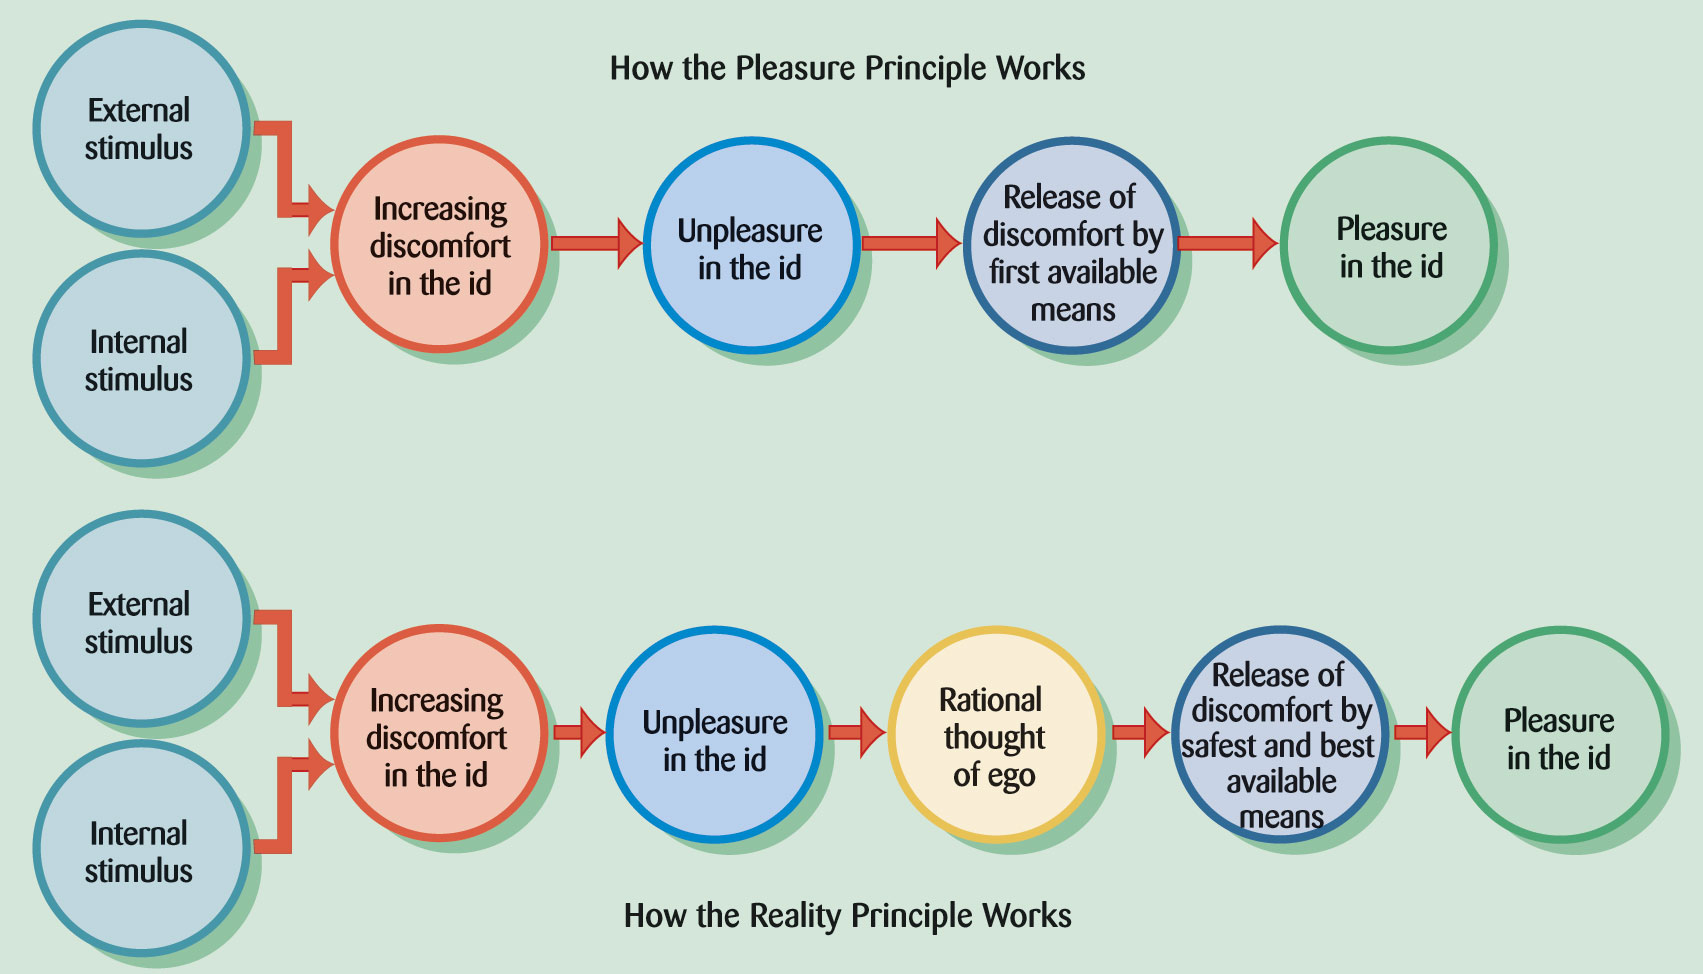 How the Pleasure Principle Works
External
stimulus
Internal
stimulus
Increasing
discomfort
in the id
Unpleasure
in the id
Release of
discomfort by
first available
means
Pleasure
in the id
External
stimulus
Internal
stimulus
Increasing
discomfort
in the id
Unpleasure
in the id
Rational
thought
of ego
Release of
discomfort by
safest and best
available
means
Pleasure
in the id
How the Reality Principle Works